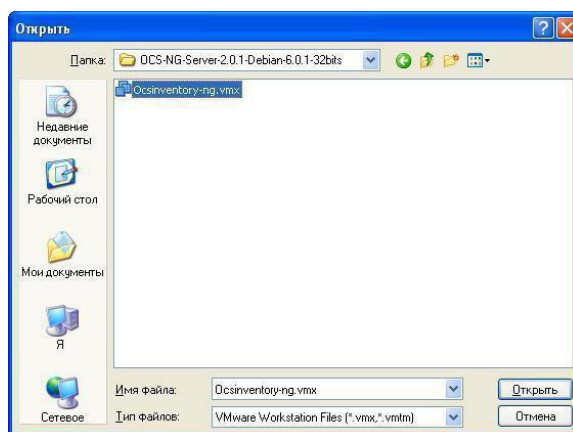 Открыть
Папка:
OCS-NG-Server-2.0.1-Debian-6.0.1-32bits
Ocsinventory-ng.vmx
Недавние
документы
Рабочий стол
Мои документы
Я
Сетевое
Имя файла:
Ocsinventory-ng.vmx
Открыть
Тип файлов:
VMware Workstation Files (*.vmx,*.vmtm)
Отмена